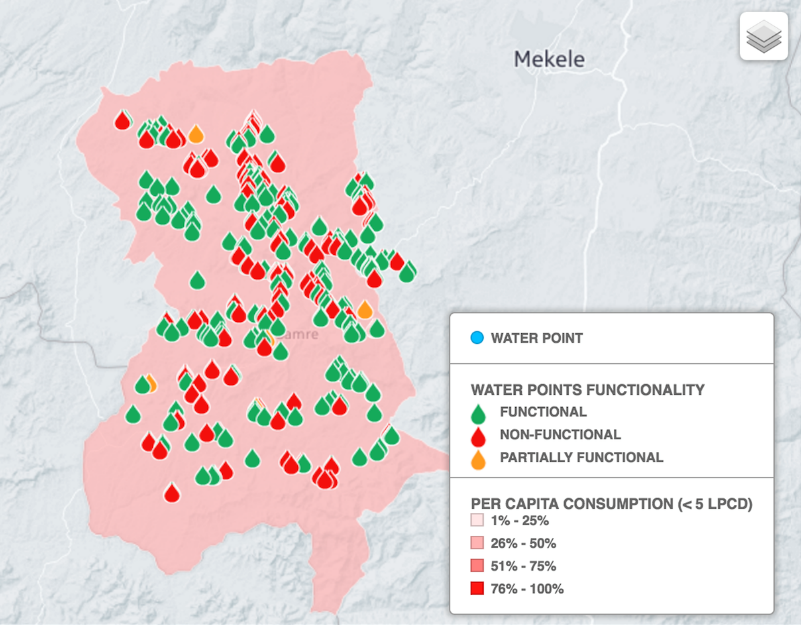 Mekele
WATER POINT
WATER POINTS FUNCTIONALITY
FUNCTIONAL
NON-FUNCTIONAL
PARTIALLY FUNCTIONAL
PER CAPITA CONSUMPTION (< 5 LPCD)
1% - 25%
26% - 50%
51% - 75%
76% - 100%